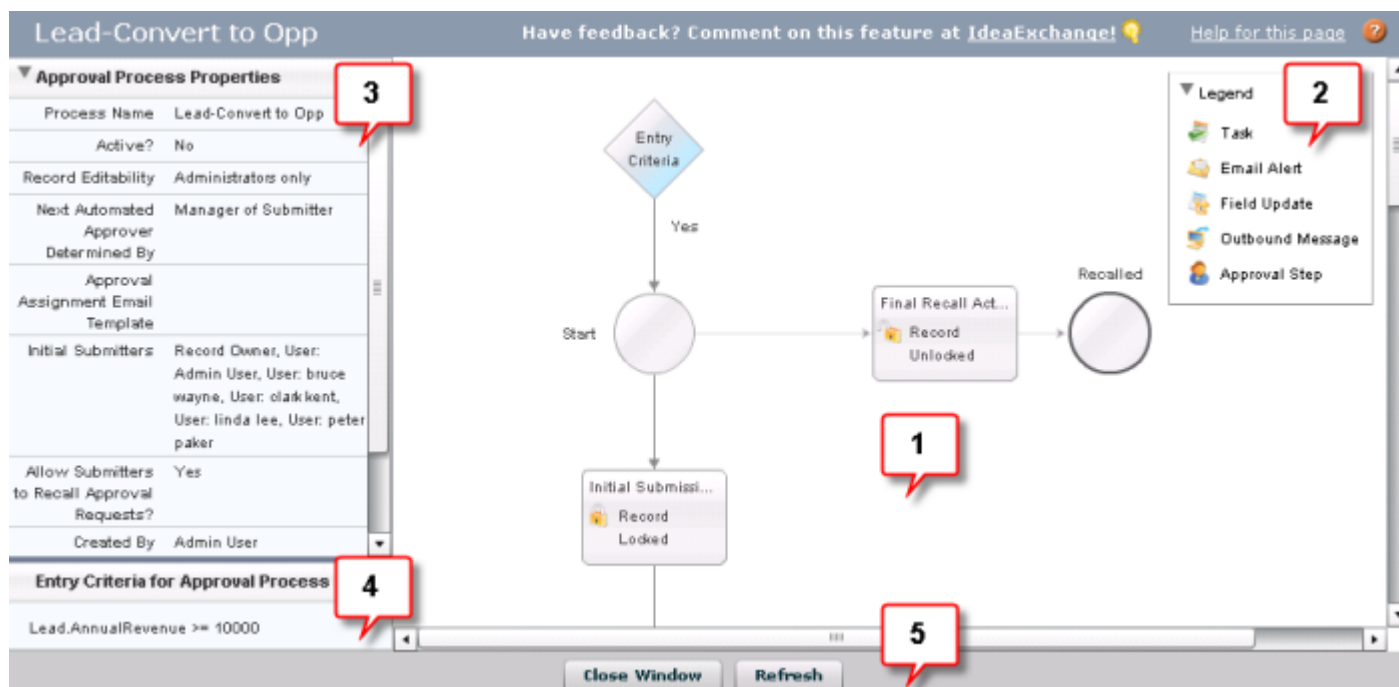 Lead-Convert to Opp
Have feedback? Comment on this feature at IdeaExchange!
Help for this page
?
Approval Process Properties
3
Process Name Lead-Convert to Opp
Active? No
Record Editability Administrators only
Next Automated Manager of Submitter
Approver
Determined By
Approval
Assignment Email
Template
Initial Submitters Record Owner, User:
Admin User, User: bruce
wayne, User: clark kent,
User: linda lee, User: peter
paker
Allow Submitters Yes
to Recall Approval
Requests?
Created By Admin User
Entry Criteria for Approval Process
4
Lead.AnnualRevenue >= 10000
Entry
Criteria
Yes
Start
Final Recall Act...
Record
Unlocked
Recalled
Initial Submissi...
Record
Locked
1
Legend
2
Task
Email Alert
Field Update
Outbound Message
Approval Step
5
Close Window Refresh